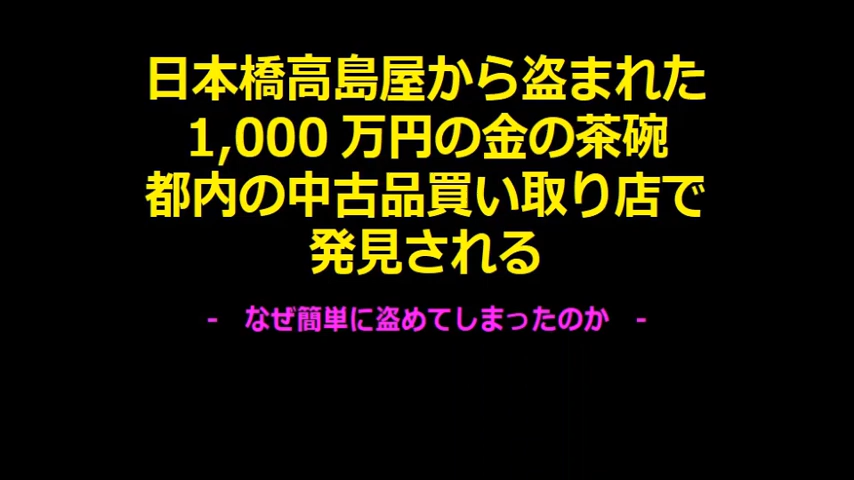 日本橋高島屋から盗まれた
1,000 万円の金の茶碗
都内の中古品買い取り店で
発見される
- なぜ簡単に盗めてしまったのか -